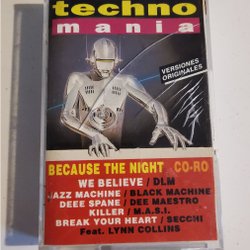 techno
mania
VERSIONES
ORIGINALES
BECAUSE THE NIGHT CO-RO
WE BELIEVE / DLM
JAZZ MACHINE / BLACK MACHINE
DEEE SPANE / DEE MAESTRO
KILLER / M.A.S.I.
BREAK YOUR HEART / SECCHI
Feat. LYNN COLLINS